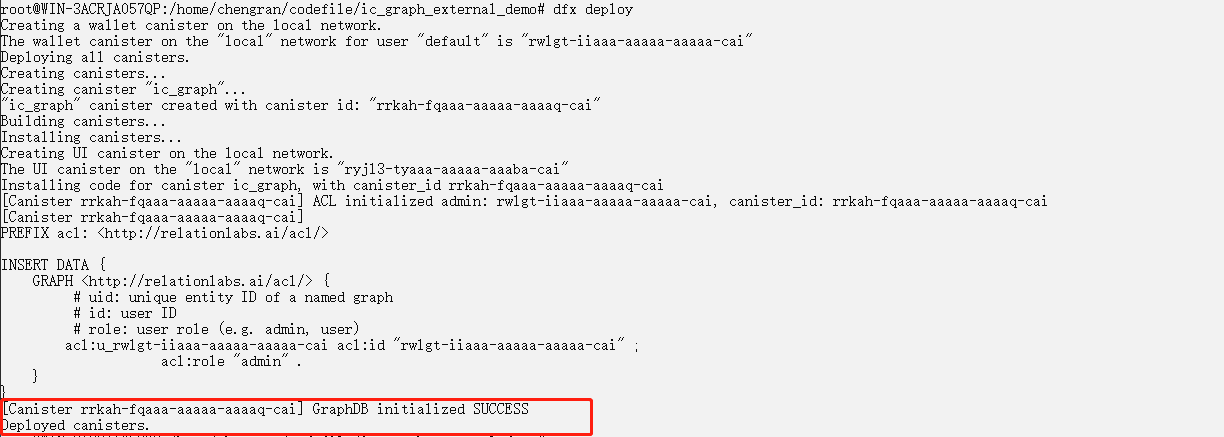 root@WIN-3ACRJA057QP:/home/chengran/codefile/ic_graph_external_demo# dfx deploy
Creating a wallet canister on the local network.
The wallet canister on the "local" network for user "default" is "rwlgt-iiaaa-aaaaa-aaaaa-cai"
Deploying all canisters.
Creating canisters...
Creating canister "ic_graph"...
"ic_graph" canister created with canister id: "rrkah-fqaaa-aaaaa-aaaaq-cai"
Building canisters...
Installing canisters...
Creating UI canister on the local network.
The UI canister on the "local" network is "ryjl3-tyaaa-aaaaa-aaaba-cai"
Installing code for canister ic_graph, with canister_id rrkah-fqaaa-aaaaa-aaaaq-cai
[Canister rrkah-fqaaa-aaaaa-aaaaq-cai] ACL initialized admin: rwlgt-iiaaa-aaaaa-aaaaa-cai, canister_id: rrkah-fqaaa-aaaaa-aaaaq-cai
[Canister rrkah-fqaaa-aaaaa-aaaaq-cai]
PREFIX acl: <http://relationlabs.ai/acl/>
INSERT DATA {
GRAPH <http://relationlabs.ai/acl/> {
# uid: unique entity ID of a named graph
# id: user ID
# role: user role (e.g. admin, user)
acl:u_rwlgt-iiaaa-aaaaa-aaaaa-cai acl:id "rwlgt-iiaaa-aaaaa-aaaaa-cai" ;
acl:role "admin" .
}
}
[Canister rrkah-fqaaa-aaaaa-aaaaq-cai] GraphDB initialized SUCCESS
Deployed canisters.